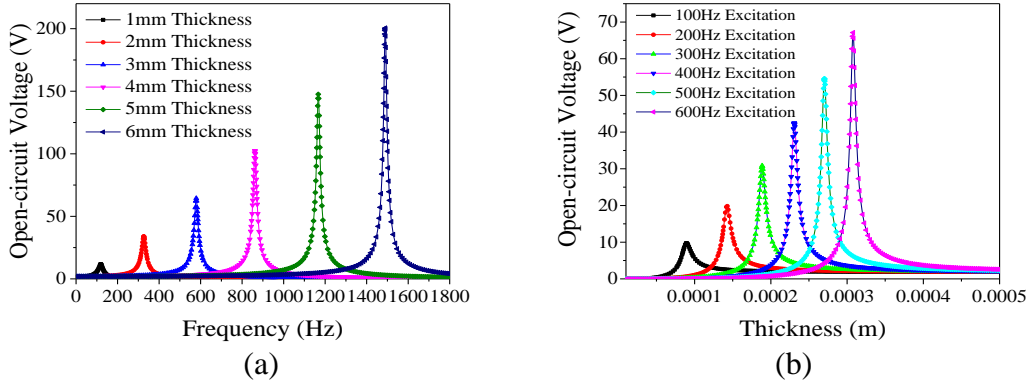 200
150
100
50
0
Open-circuit Voltage (V)
1mm Thickness
2mm Thickness
3mm Thickness
4mm Thickness
5mm Thickness
6mm Thickness
0 200 400 600 800 1000 1200 1400 1600 1800
Frequency (Hz)
(a)
70
60
50
40
30
20
10
0
Open-circuit Voltage (V)
100Hz Excitation
200Hz Excitation
300Hz Excitation
400Hz Excitation
500Hz Excitation
600Hz Excitation
0.0001 0.0002 0.0003 0.0004 0.0005
Thickness (m)
(b)